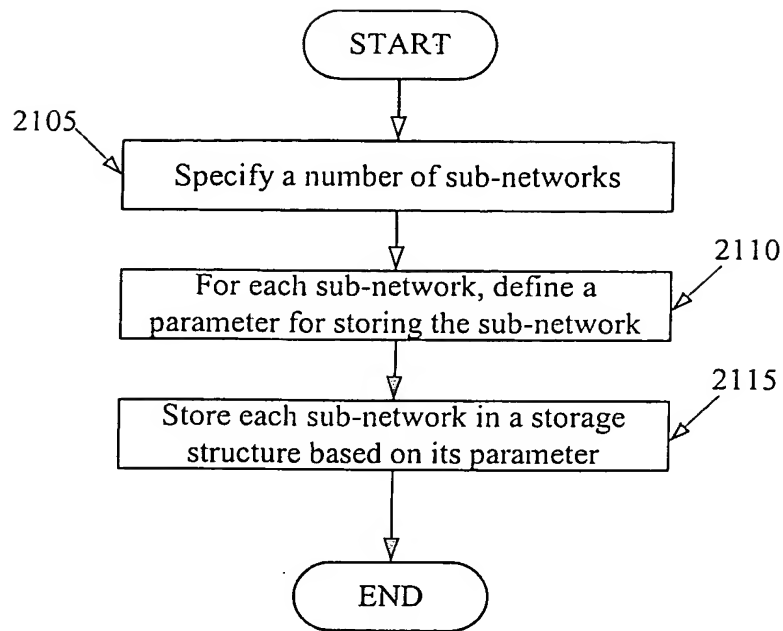 START
2105
Specify a number of sub-networks
2110
For each sub-network, define a
parameter for storing the sub-network
2115
Store each sub-network in a storage
structure based on its parameter
END